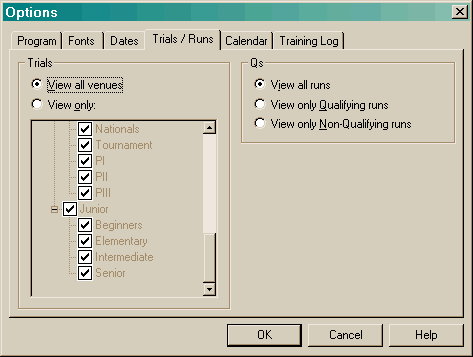 Options
Program Fonts Dates Trials / Runs Calendar Training Log
Trials
View all venues
View only:
Nationals
Tournament
PI
PII
PIII
Junior
Beginners
Elementary
Intermediate
Senior
Qs
View all runs
View only Qualifying runs
View only Non-Qualifying runs
OK Cancel Help